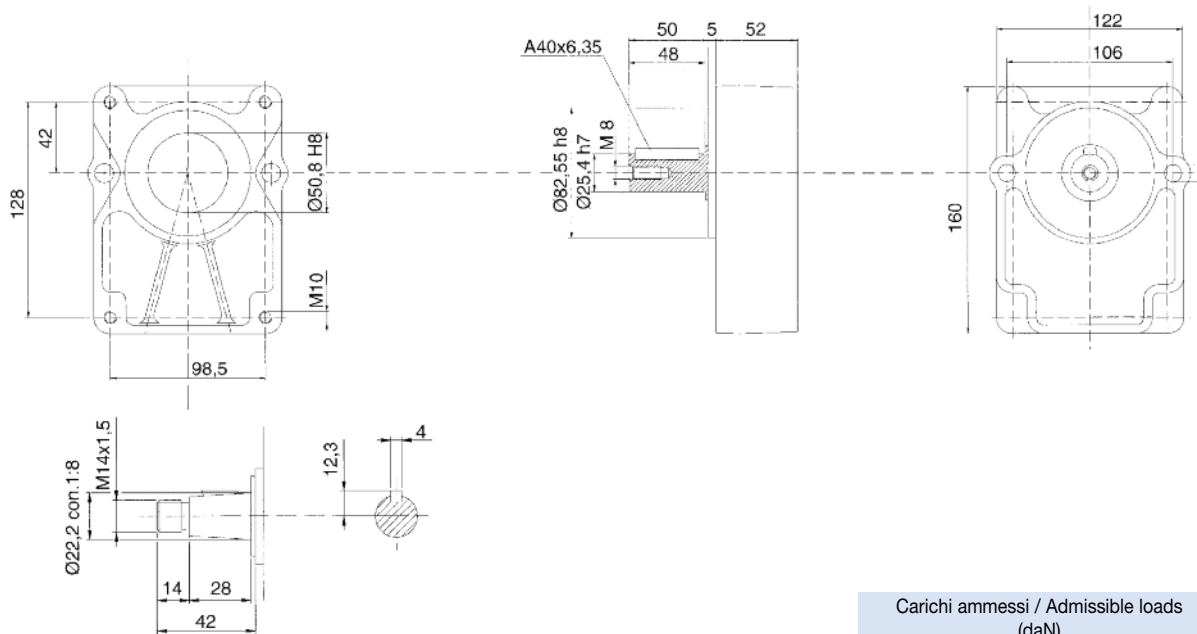 42
128
Ø50,8 H8
M10
98,5
A40x6,35
50 5 52
48
M 8
Ø82,55 h8
Ø25,4 h7
122
106
160
Ø22,2 con.1:8
M14x1,5
14 28
42
12,3
4
Carichi ammessi / Admissible loads
(daN)